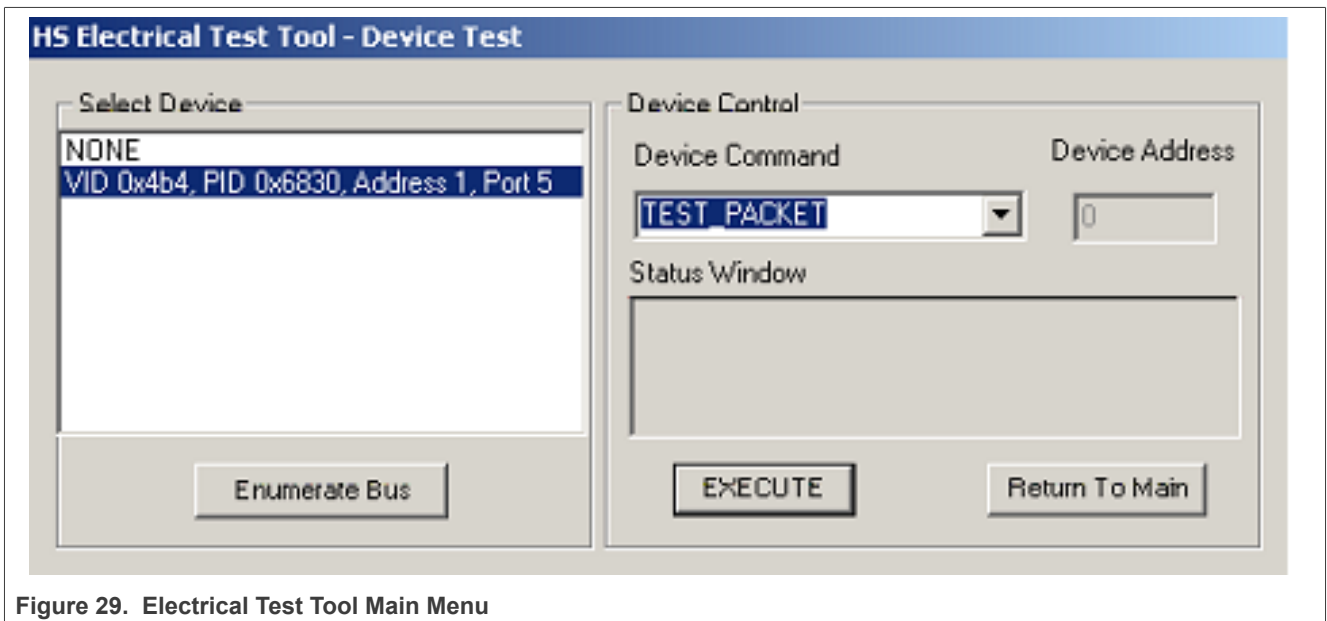 HS Electrical Test Tool - Device Test
Select Device
NONE
VID 0x4b4, PID 0x6830, Address 1, Port 5
Enumerate Bus
Device Control
Device Command
Device Address
TEST_PACKET
0
Status Window
EXECUTE
Return To Main
Figure 29. Electrical Test Tool Main Menu